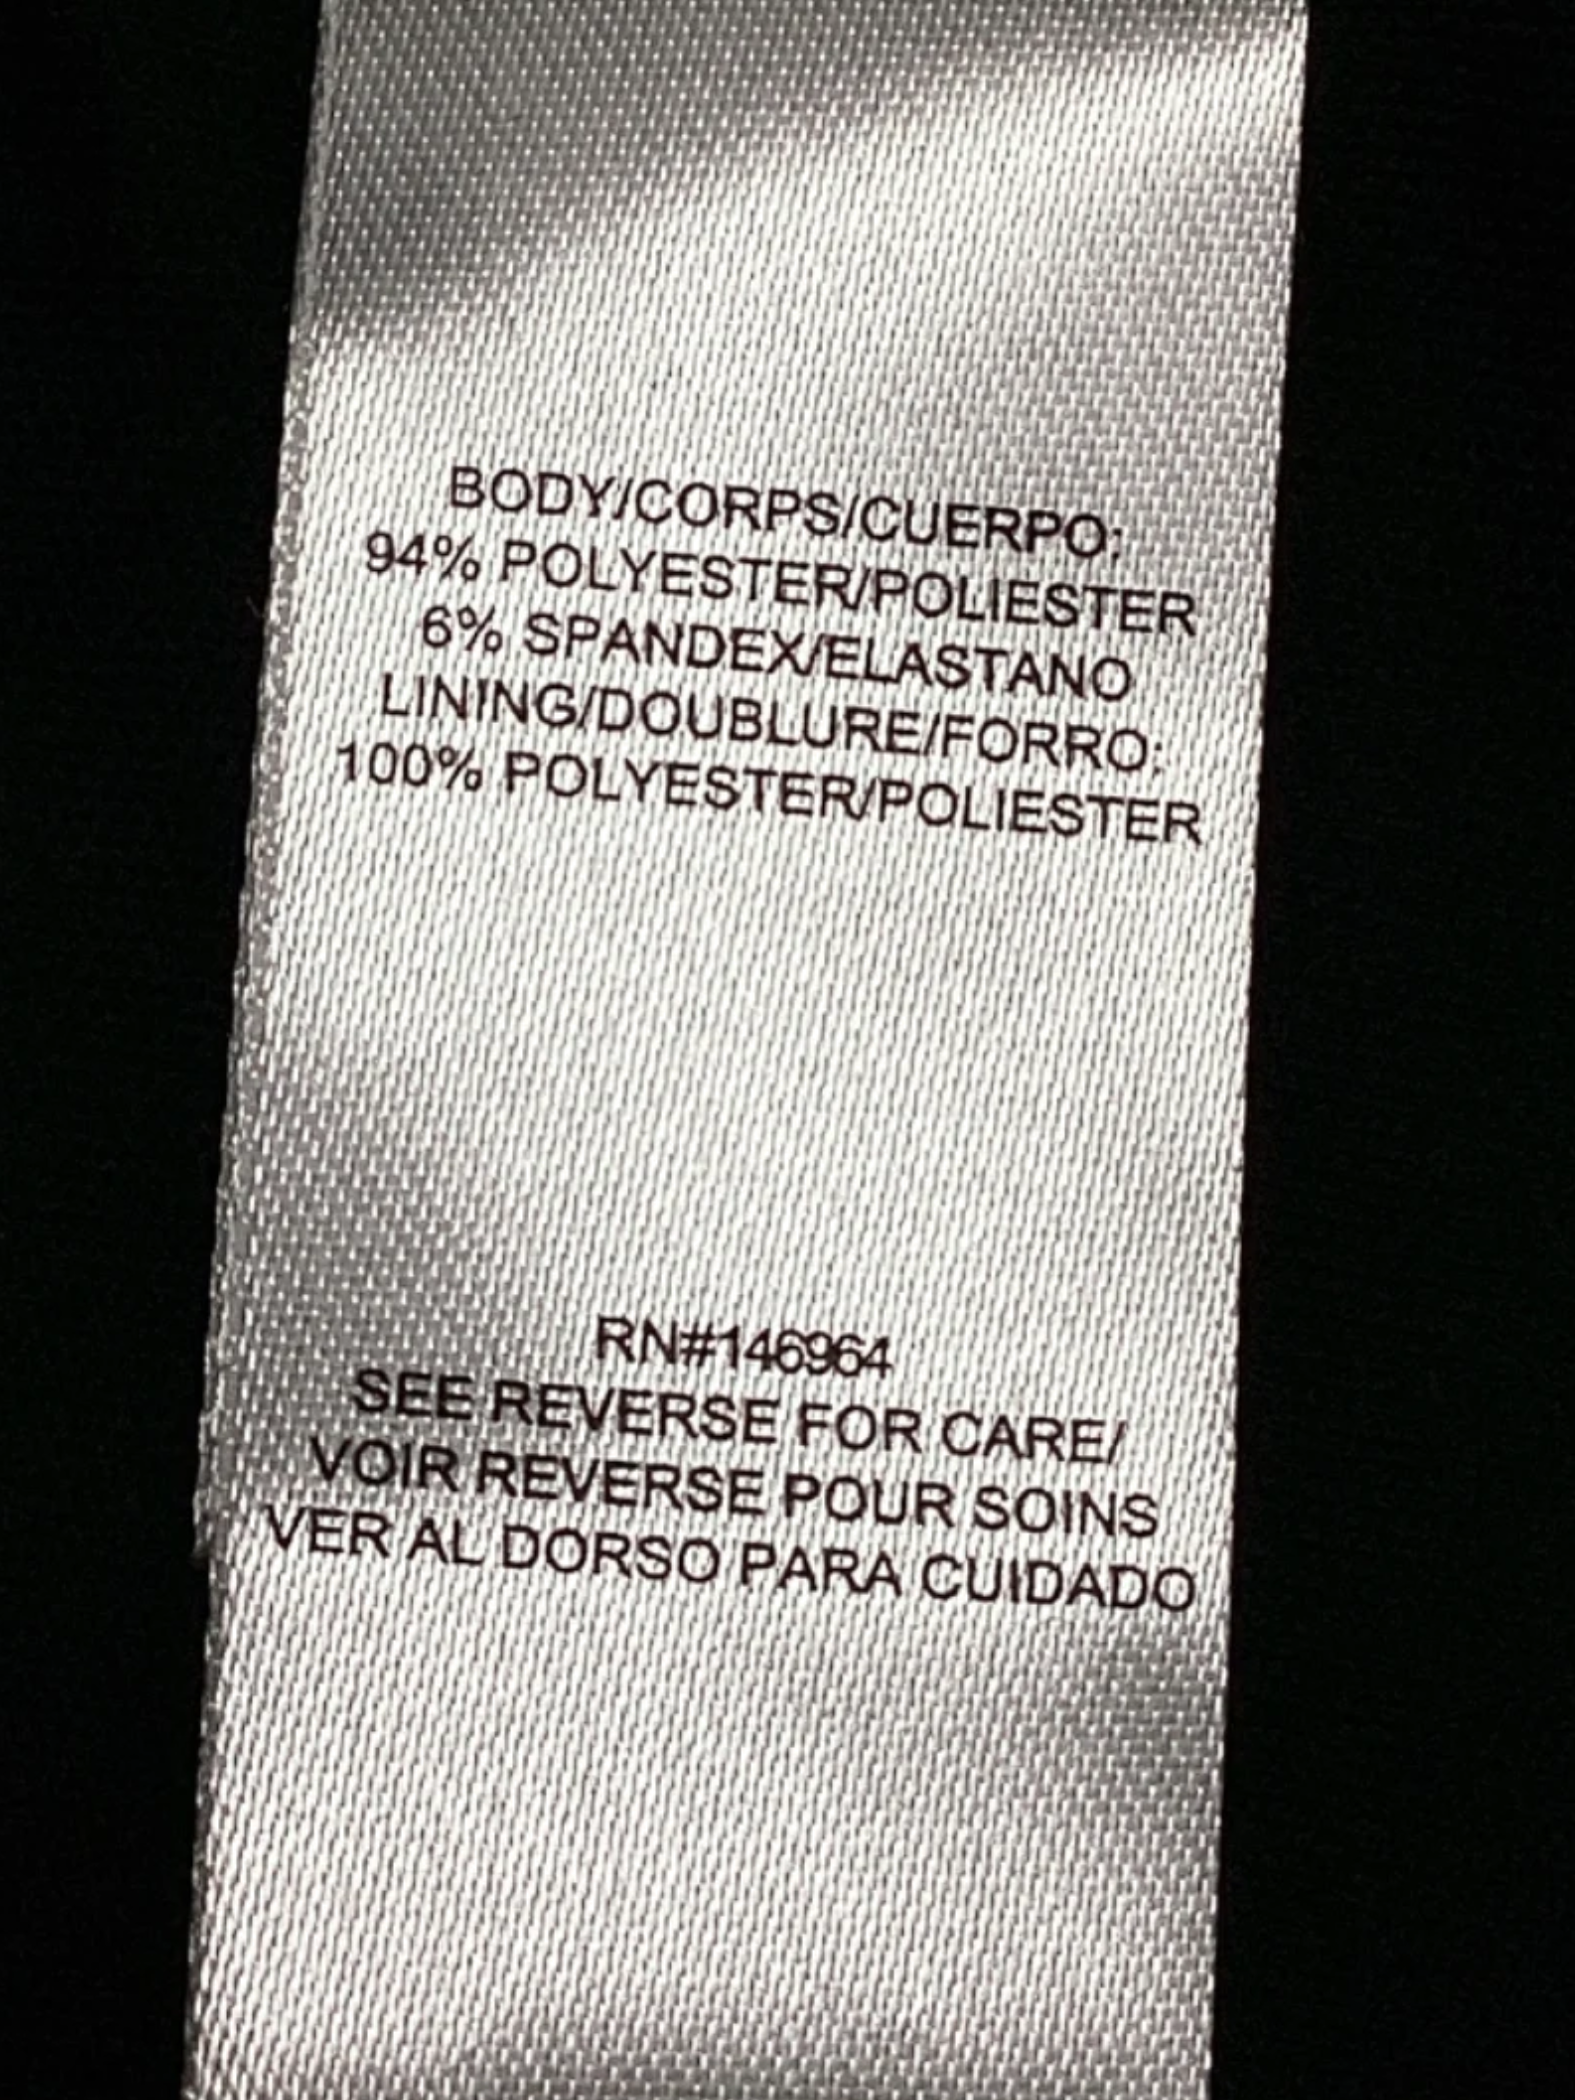 BODY/CORPS/CUERPO:
94% POLYESTER/POLIESTER
6% SPANDEX/ELASTANO
LINING/DOUBLURE/FORRO:
100% POLYESTER/POLIESTER
RN#146964
SEE REVERSE FOR CARE/
VOIR REVERSE POUR SOINS
VER AL DORSO PARA CUIDADO